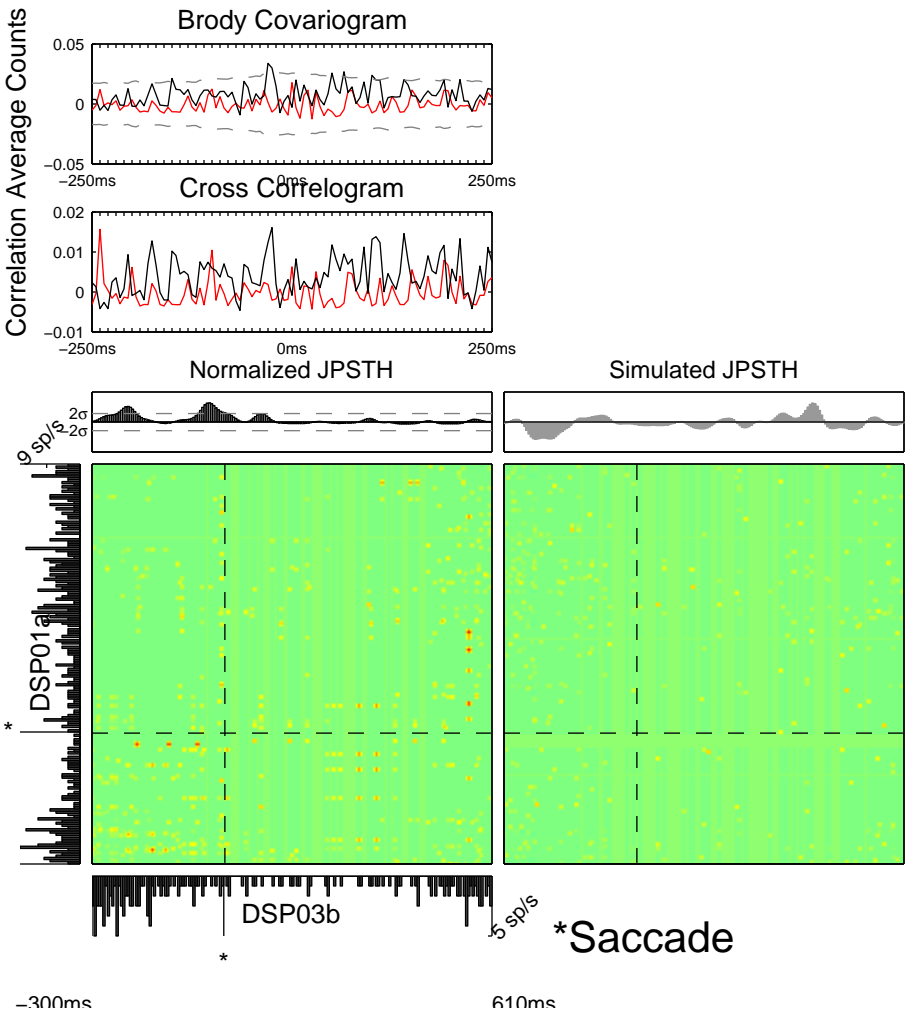 Brody Covariogram
Correlation Average Counts
0.05
0
−0.05
−250ms
0ms
250ms
Cross Correlogram
0.02
0.01
0
−0.01
−250ms
0ms
250ms
Normalized JPSTH
Simulated JPSTH
2σ
−2σ
9 sp/s
DSP01a
*
DSP03b
5 sp/s
*
*Saccade
−300ms
610ms